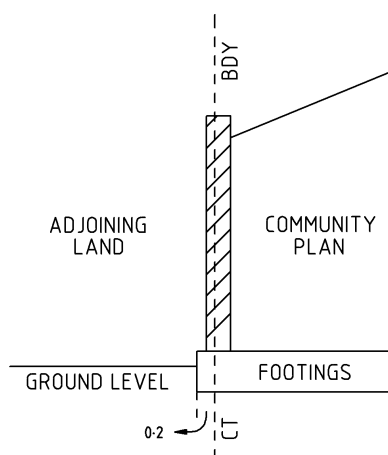 BDY
ADJOINING
LAND
COMMUNITY
PLAN
FOOTINGS
GROUND LEVEL
0·2
CT